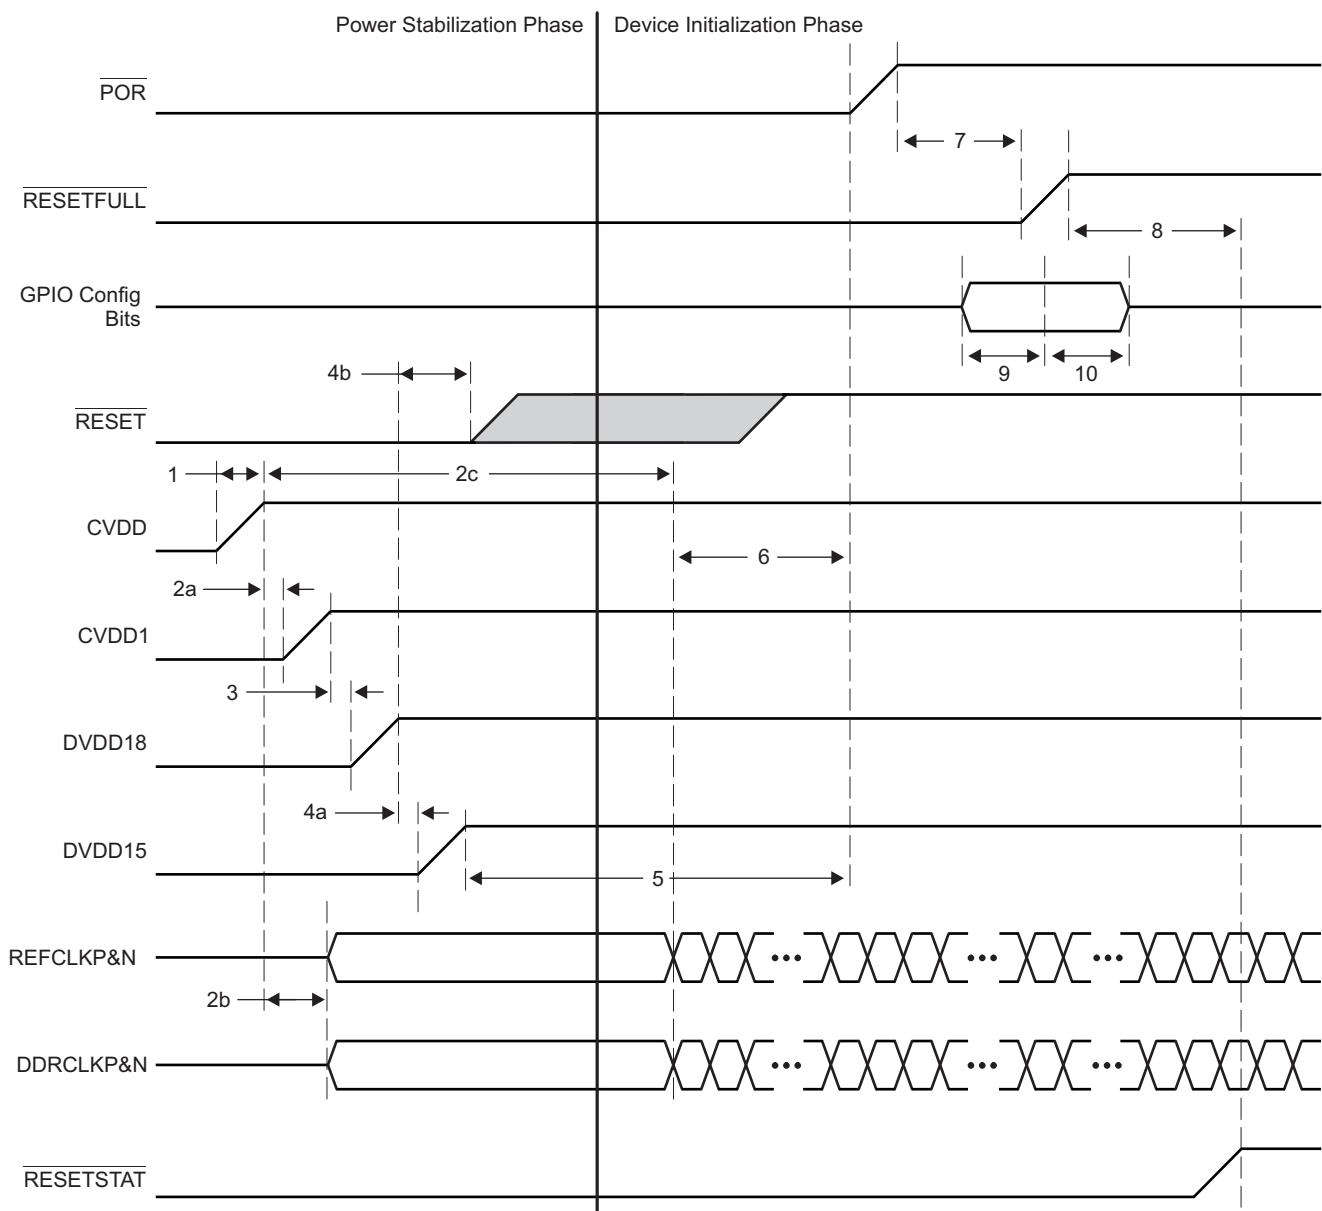 Power Stabilization Phase
Device Initialization Phase
POR
7
RESETFULL
8
GPIO Config
Bits
9
10
4b
RESET
1
2c
CVDD
6
2a
CVDD1
3
DVDD18
4a
DVDD15
5
REFCLKP&N
2b
DDRCLKP&N
RESETSTAT